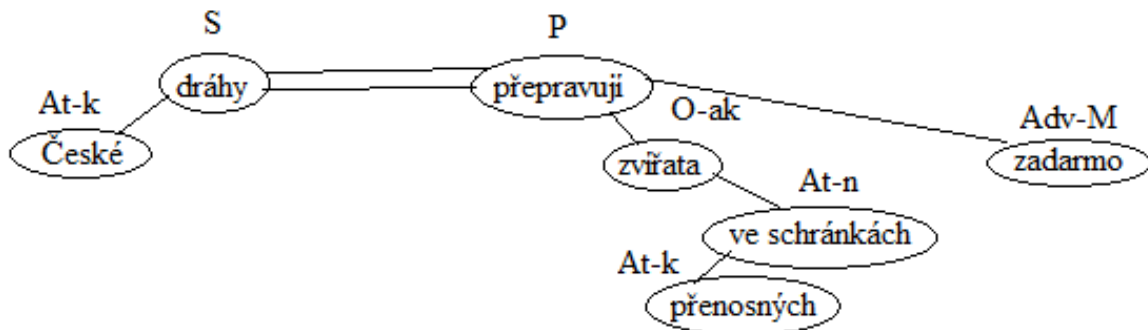 S P
dráhy přepravují
At-k O-ak Adv-M
České zvířata zadarmo
At-n
ve schránkách
At-k
přenosných